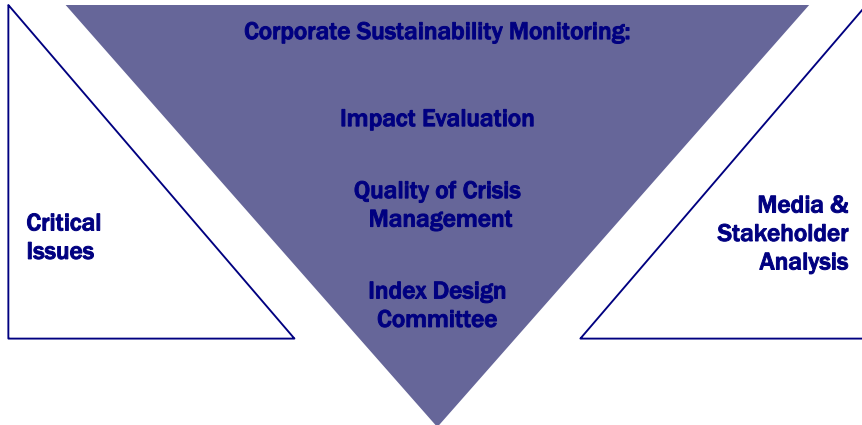 Corporate Sustainability Monitoring:
Impact Evaluation
Quality of Crisis
Management
Index Design
Committee
Critical
Issues
Media &
Stakeholder
Analysis